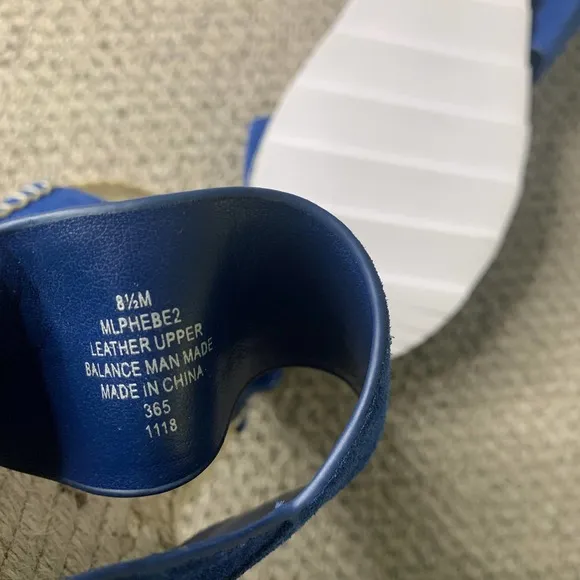 8½M
MLPHEBE2
LEATHER UPPER
BALANCE MAN MADE
MADE IN CHINA
365
1118